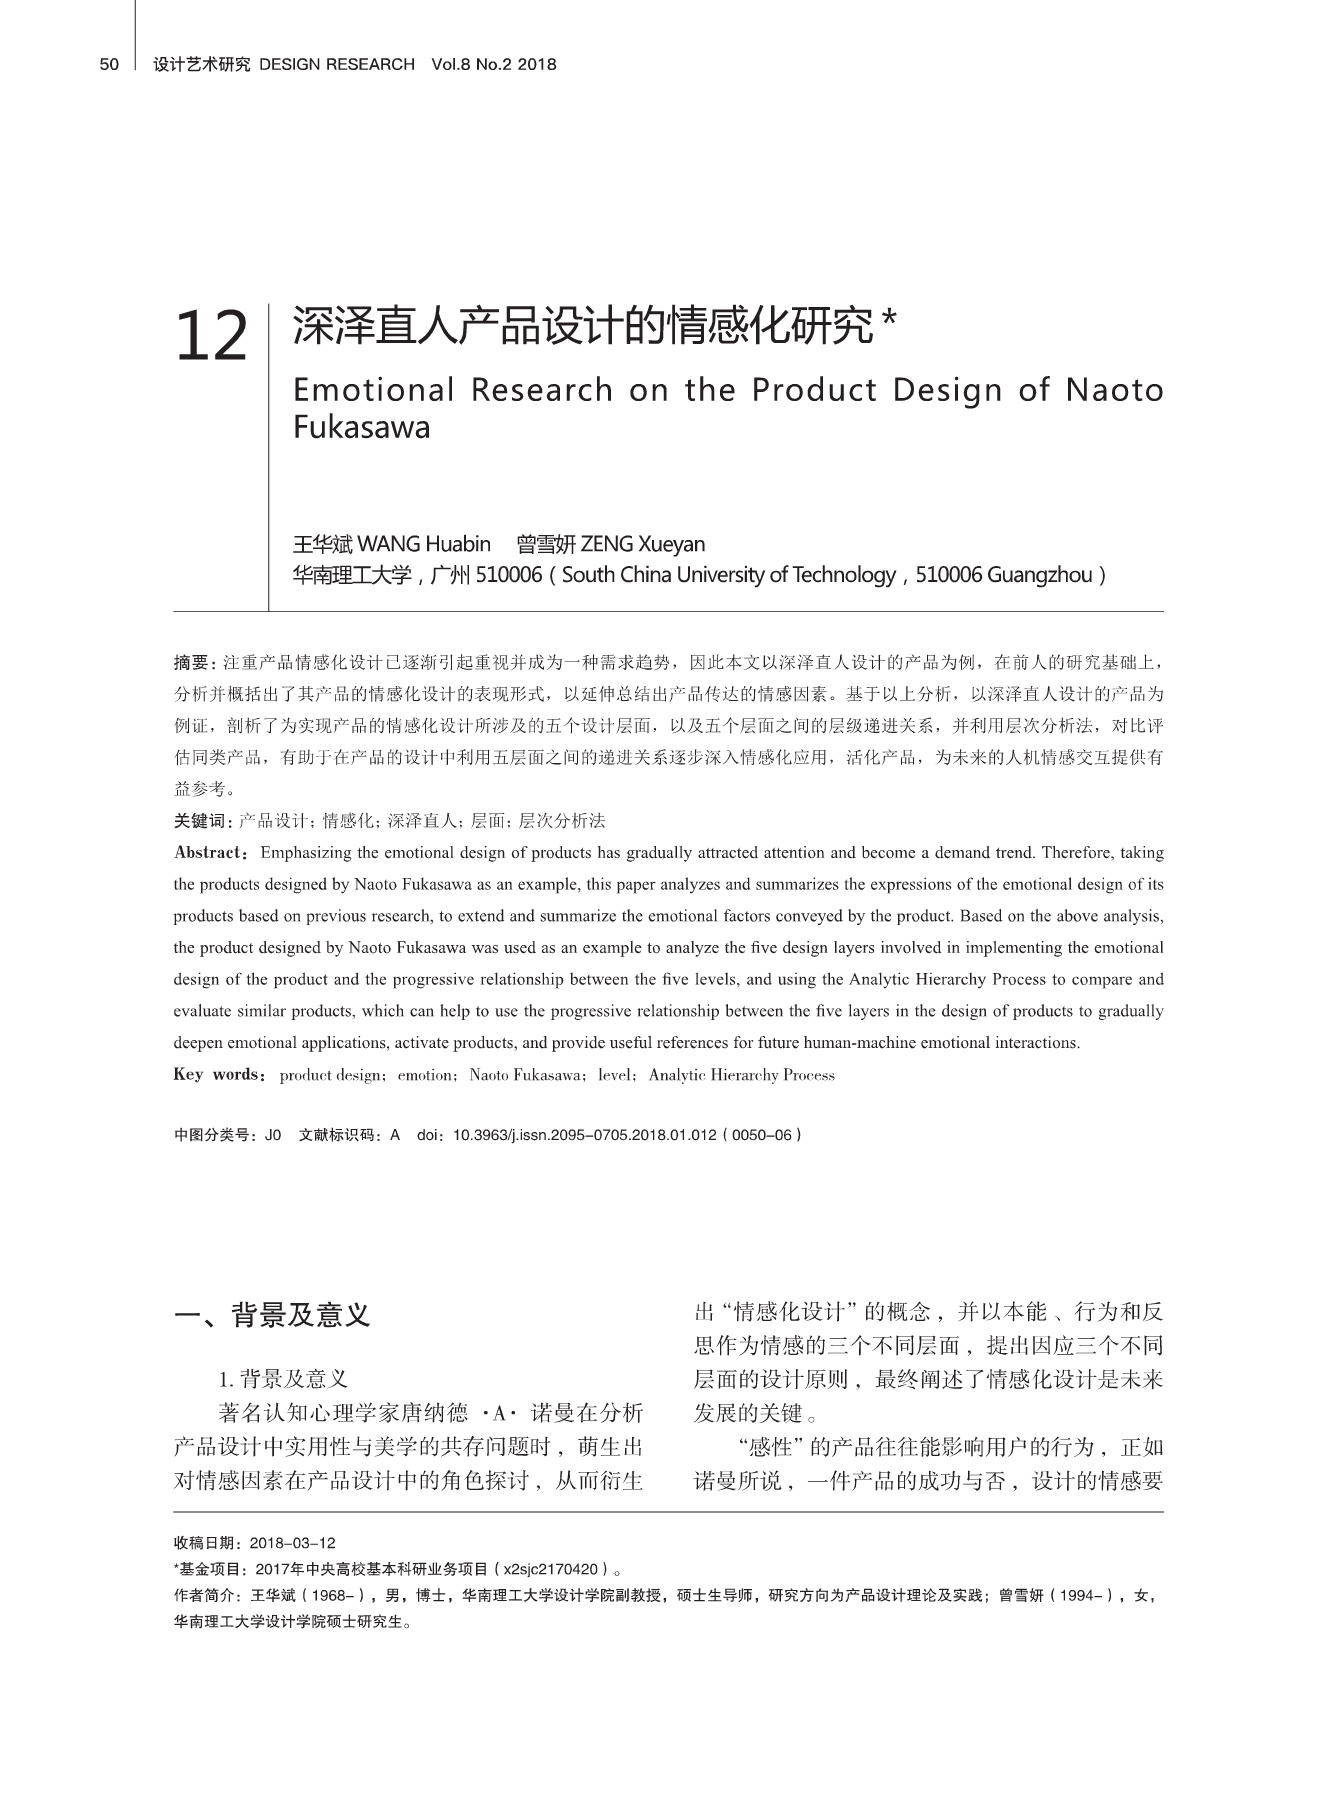 50 设计艺术研究 DESIGN RESEARCH Vol.8 No.2 2018
12
深泽直人产品设计的情感化研究*
Emotional Research on the Product Design of Naoto
Fukasawa
王华斌 WANG Huabin 曾雪妍 ZENG Xueyan
华南理工大学，广州 510006（South China University of Technology，510006 Guangzhou）
摘要：注重产品情感化设计已逐渐引起重视并成为一种需求趋势，因此本文以深泽直人设计的产品为例，在前人的研究基础上，
分析并概括出了其产品的情感化设计的表现形式，以延伸总结出产品传达的情感因素。基于以上分析，以深泽直人设计的产品为
例证，剖析了为实现产品的情感化设计所涉及的五个设计层面，以及五个层面之间的层级递进关系，并利用层次分析法，对比评
估同类产品，有助于在产品的设计中利用五层面之间的递进关系逐步深入情感化应用，活化产品，为未来的人机情感交互提供有
益参考。
关键词：产品设计；情感化；深泽直人；层面；层次分析法
Abstract：Emphasizing the emotional design of products has gradually attracted attention and become a demand trend. Therefore, taking
the products designed by Naoto Fukasawa as an example, this paper analyzes and summarizes the expressions of the emotional design of its
products based on previous research, to extend and summarize the emotional factors conveyed by the product. Based on the above analysis,
the product designed by Naoto Fukasawa was used as an example to analyze the five design layers involved in implementing the emotional
design of the product and the progressive relationship between the five levels, and using the Analytic Hierarchy Process to compare and
evaluate similar products, which can help to use the progressive relationship between the five layers in the design of products to gradually
deepen emotional applications, activate products, and provide useful references for future human-machine emotional interactions.
Key words：product design；emotion；Naoto Fukasawa；level；Analytic Hierarchy Process
中图分类号：J0 文献标识码：A doi：10.3963/j.issn.2095-0705.2018.01.012（0050-06）
一、背景及意义
1. 背景及意义
著名认知心理学家唐纳德 ·A· 诺曼在分析
产品设计中实用性与美学的共存问题时，萌生出
对情感因素在产品设计中的角色探讨，从而衍生
出“情感化设计”的概念，并以本能、行为和反
思作为情感的三个不同层面，提出因应三个不同
层面的设计原则，最终阐述了情感化设计是未来
发展的关键。
“感性”的产品往往能影响用户的行为，正如
诺曼所说，一件产品的成功与否，设计的情感要
收稿日期：2018-03-12
*基金项目：2017年中央高校基本科研业务项目（x2sjc2170420）。
作者简介：王华斌（1968-），男，博士，华南理工大学设计学院副教授，硕士生导师，研究方向为产品设计理论及实践；曾雪妍（1994-），女，
华南理工大学设计学院硕士研究生。